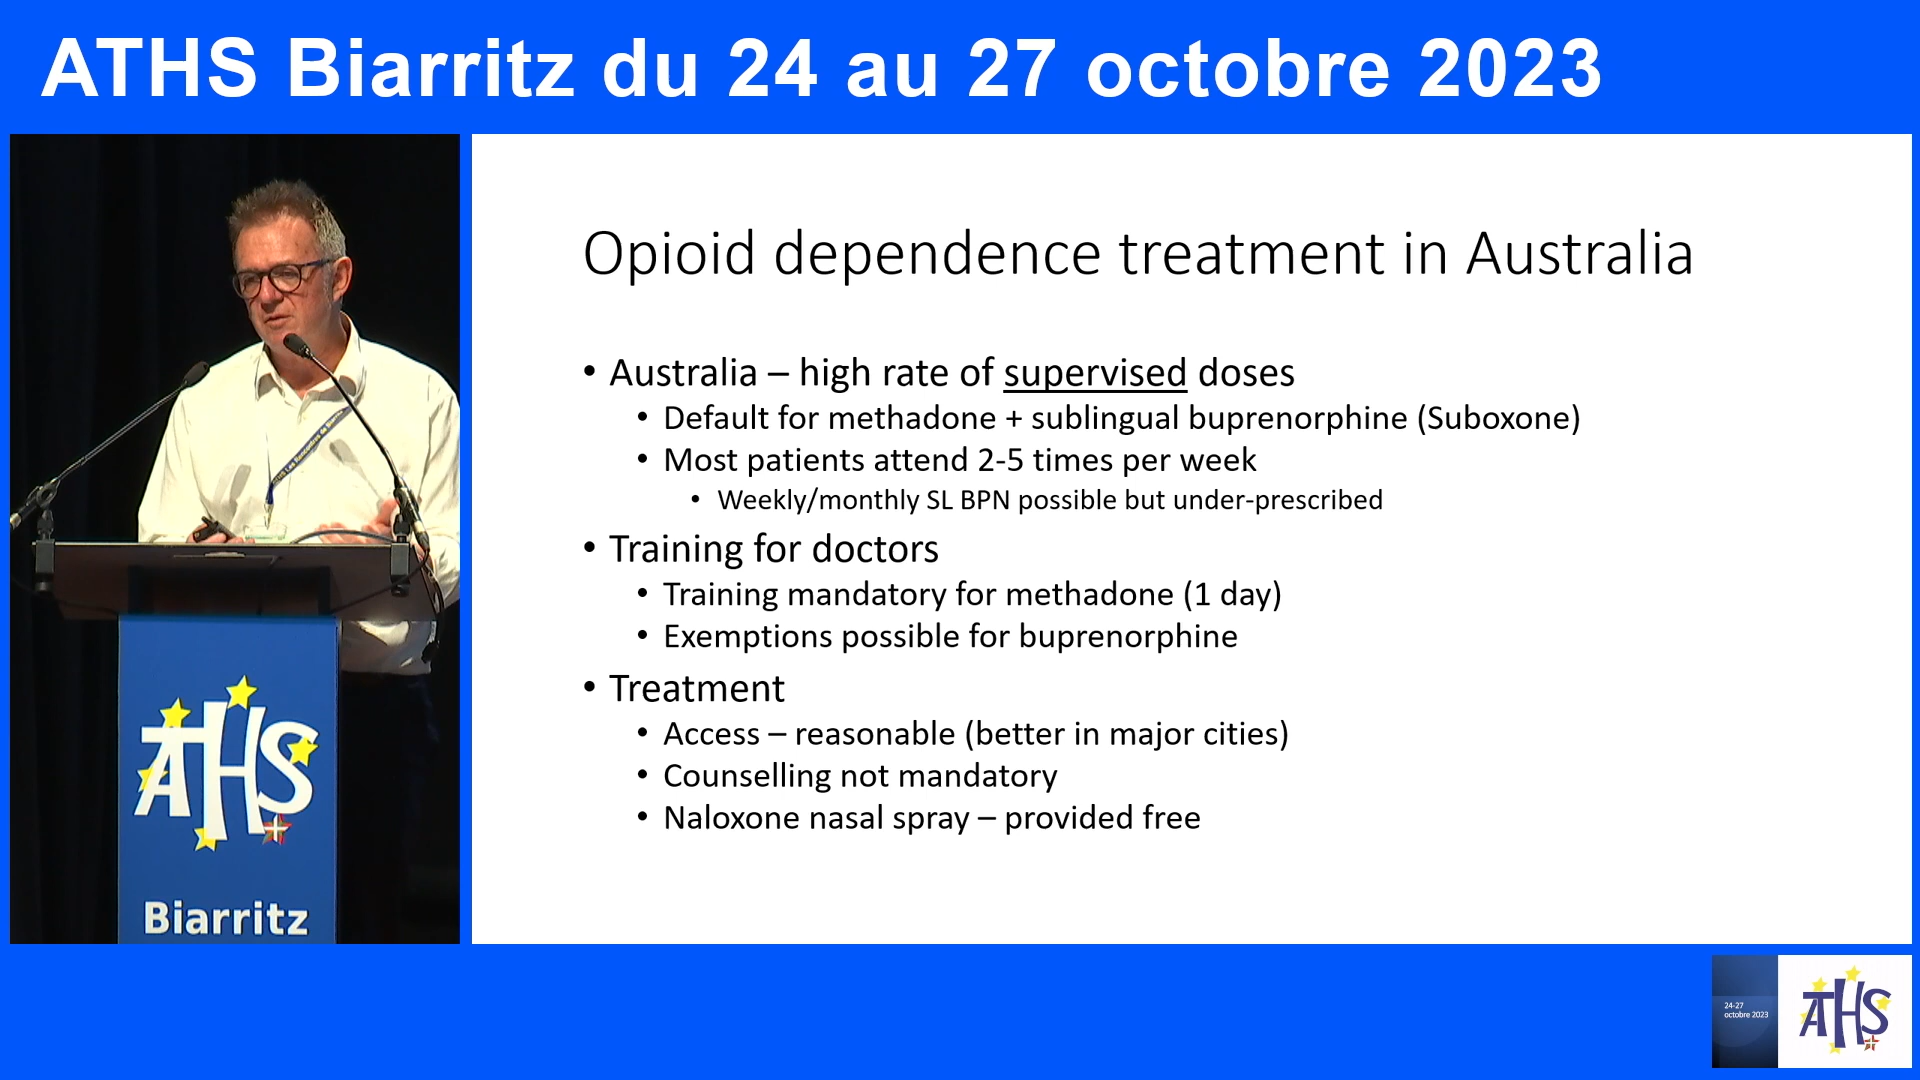 ATHS Biarritz du 24 au 27 octobre 2023
Opioid dependence treatment in Australia
• Australia – high rate of supervised doses
• Default for methadone + sublingual buprenorphine (Suboxone)
• Most patients attend 2-5 times per week
• Weekly/monthly SL BPN possible but under-prescribed
• Training for doctors
• Training mandatory for methadone (1 day)
• Exemptions possible for buprenorphine
• Treatment
• Access – reasonable (better in major cities)
• Counselling not mandatory
• Naloxone nasal spray – provided free
ATHS
Biarritz
24-27
octobre 2023
ATHS